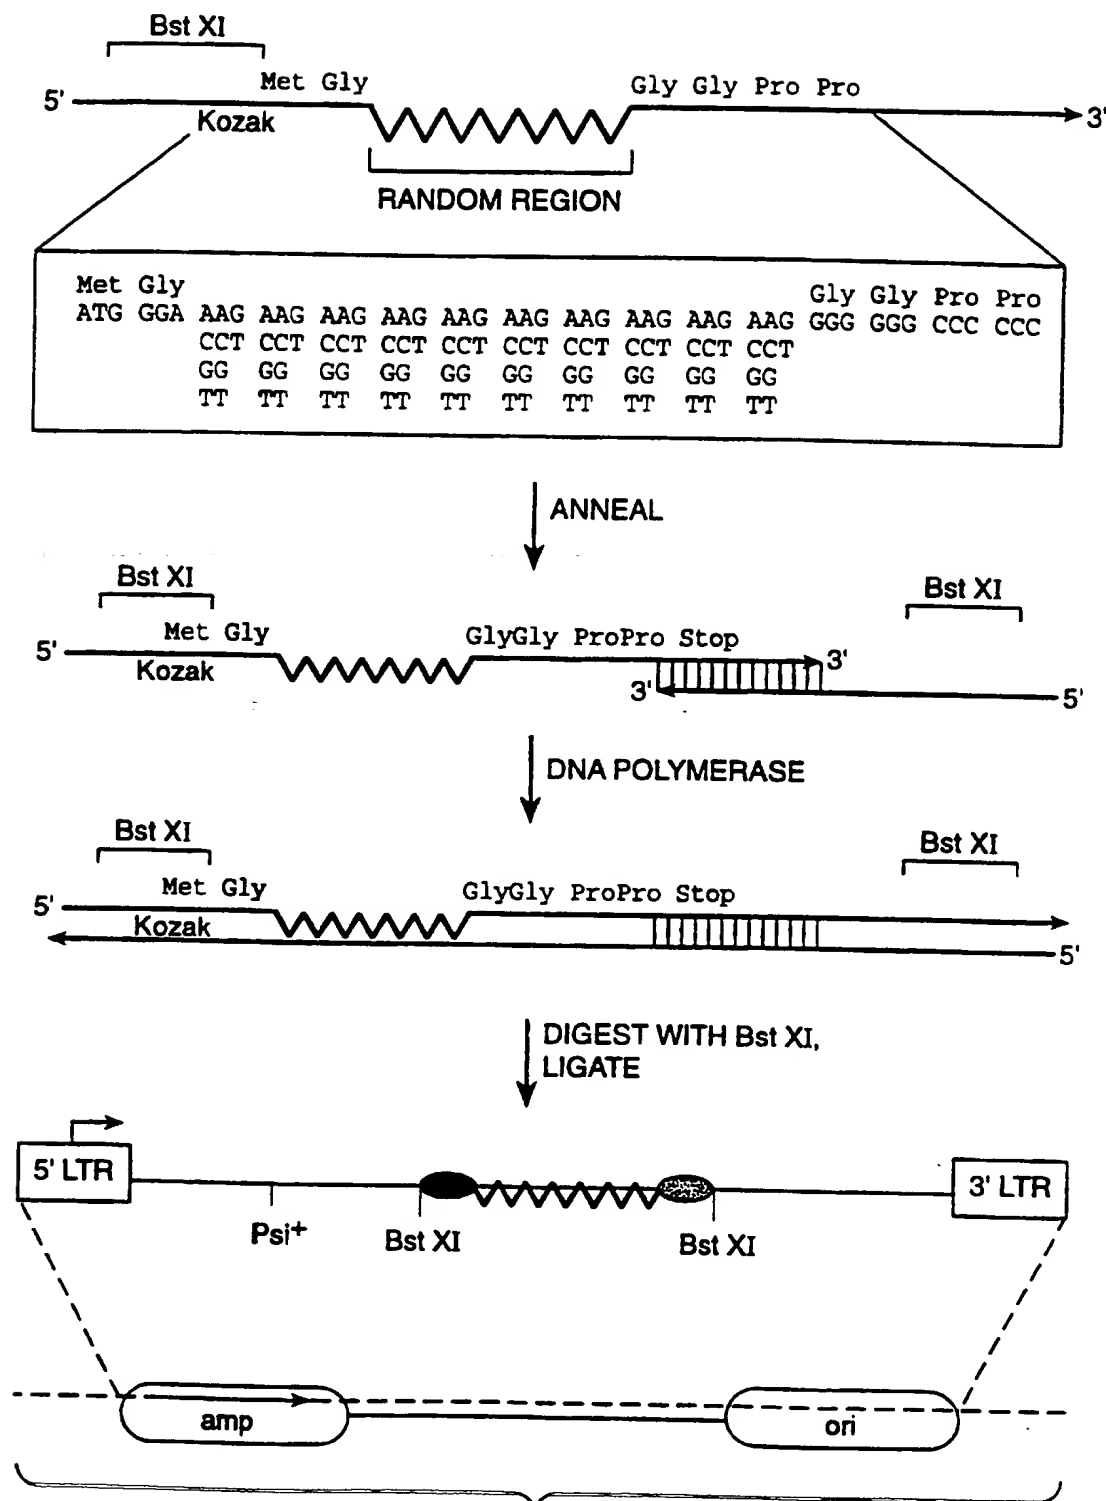 Bst XI
Met Gly
Gly Gly Pro Pro
5'
3'
Kozak
RANDOM REGION
Met Gly
Gly Gly Pro Pro
ATG GGA AAG AAG AAG AAG AAG AAG AAG AAG AAG AAG GGG GGG CCC CCC
CCT CCT CCT CCT CCT CCT CCT CCT CCT CCT
GG GG GG GG GG GG GG GG GG GG
TT TT TT TT TT TT TT TT TT TT
ANNEAL
Bst XI
Bst XI
Met Gly
GlyGly ProPro Stop
5'
3'
Kozak
3'
5'
DNA POLYMERASE
Bst XI
Bst XI
Met Gly
GlyGly ProPro Stop
5'
Kozak
5'
DIGEST WITH Bst XI,
LIGATE
5' LTR
3' LTR
Psi+
Bst XI
Bst XI
amp
ori